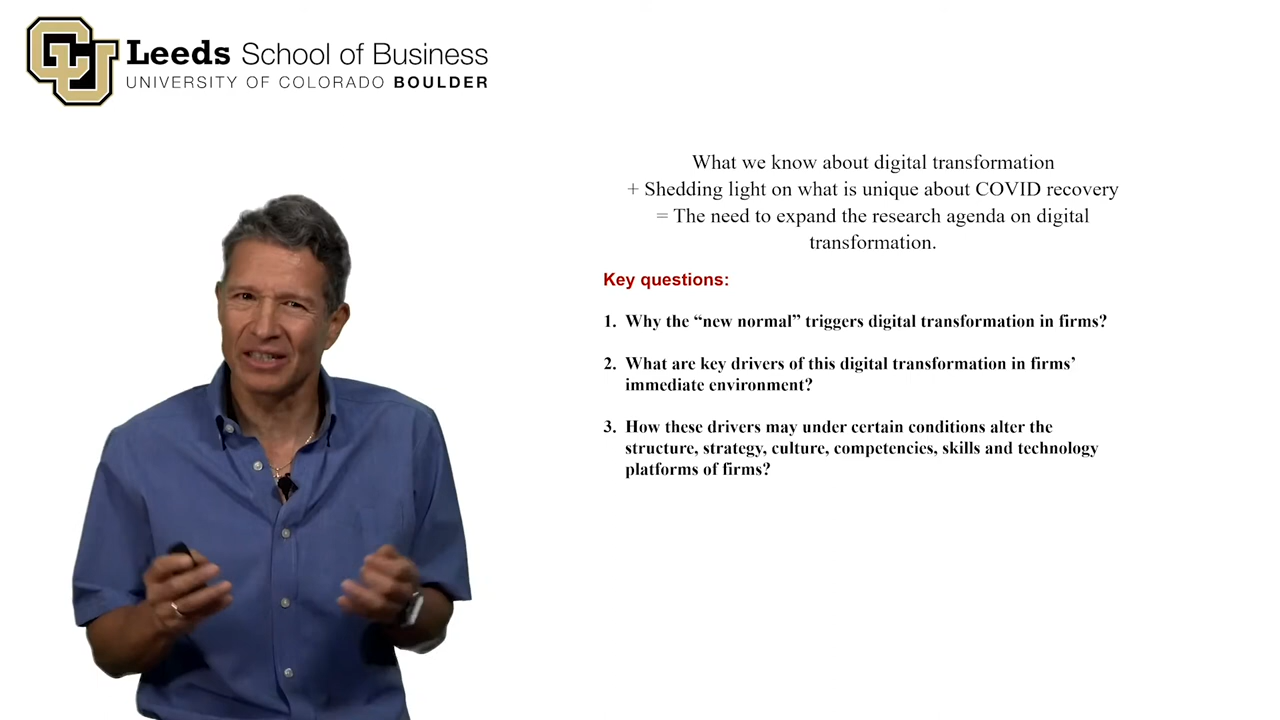 Leeds School of Business
UNIVERSITY OF COLORADO BOULDER
What we know about digital transformation
+ Shedding light on what is unique about COVID recovery
= The need to expand the research agenda on digital
transformation.
Key questions:
1. Why the “new normal” triggers digital transformation in firms?
2. What are key drivers of this digital transformation in firms’
immediate environment?
3. How these drivers may under certain conditions alter the
structure, strategy, culture, competencies, skills and technology
platforms of firms?